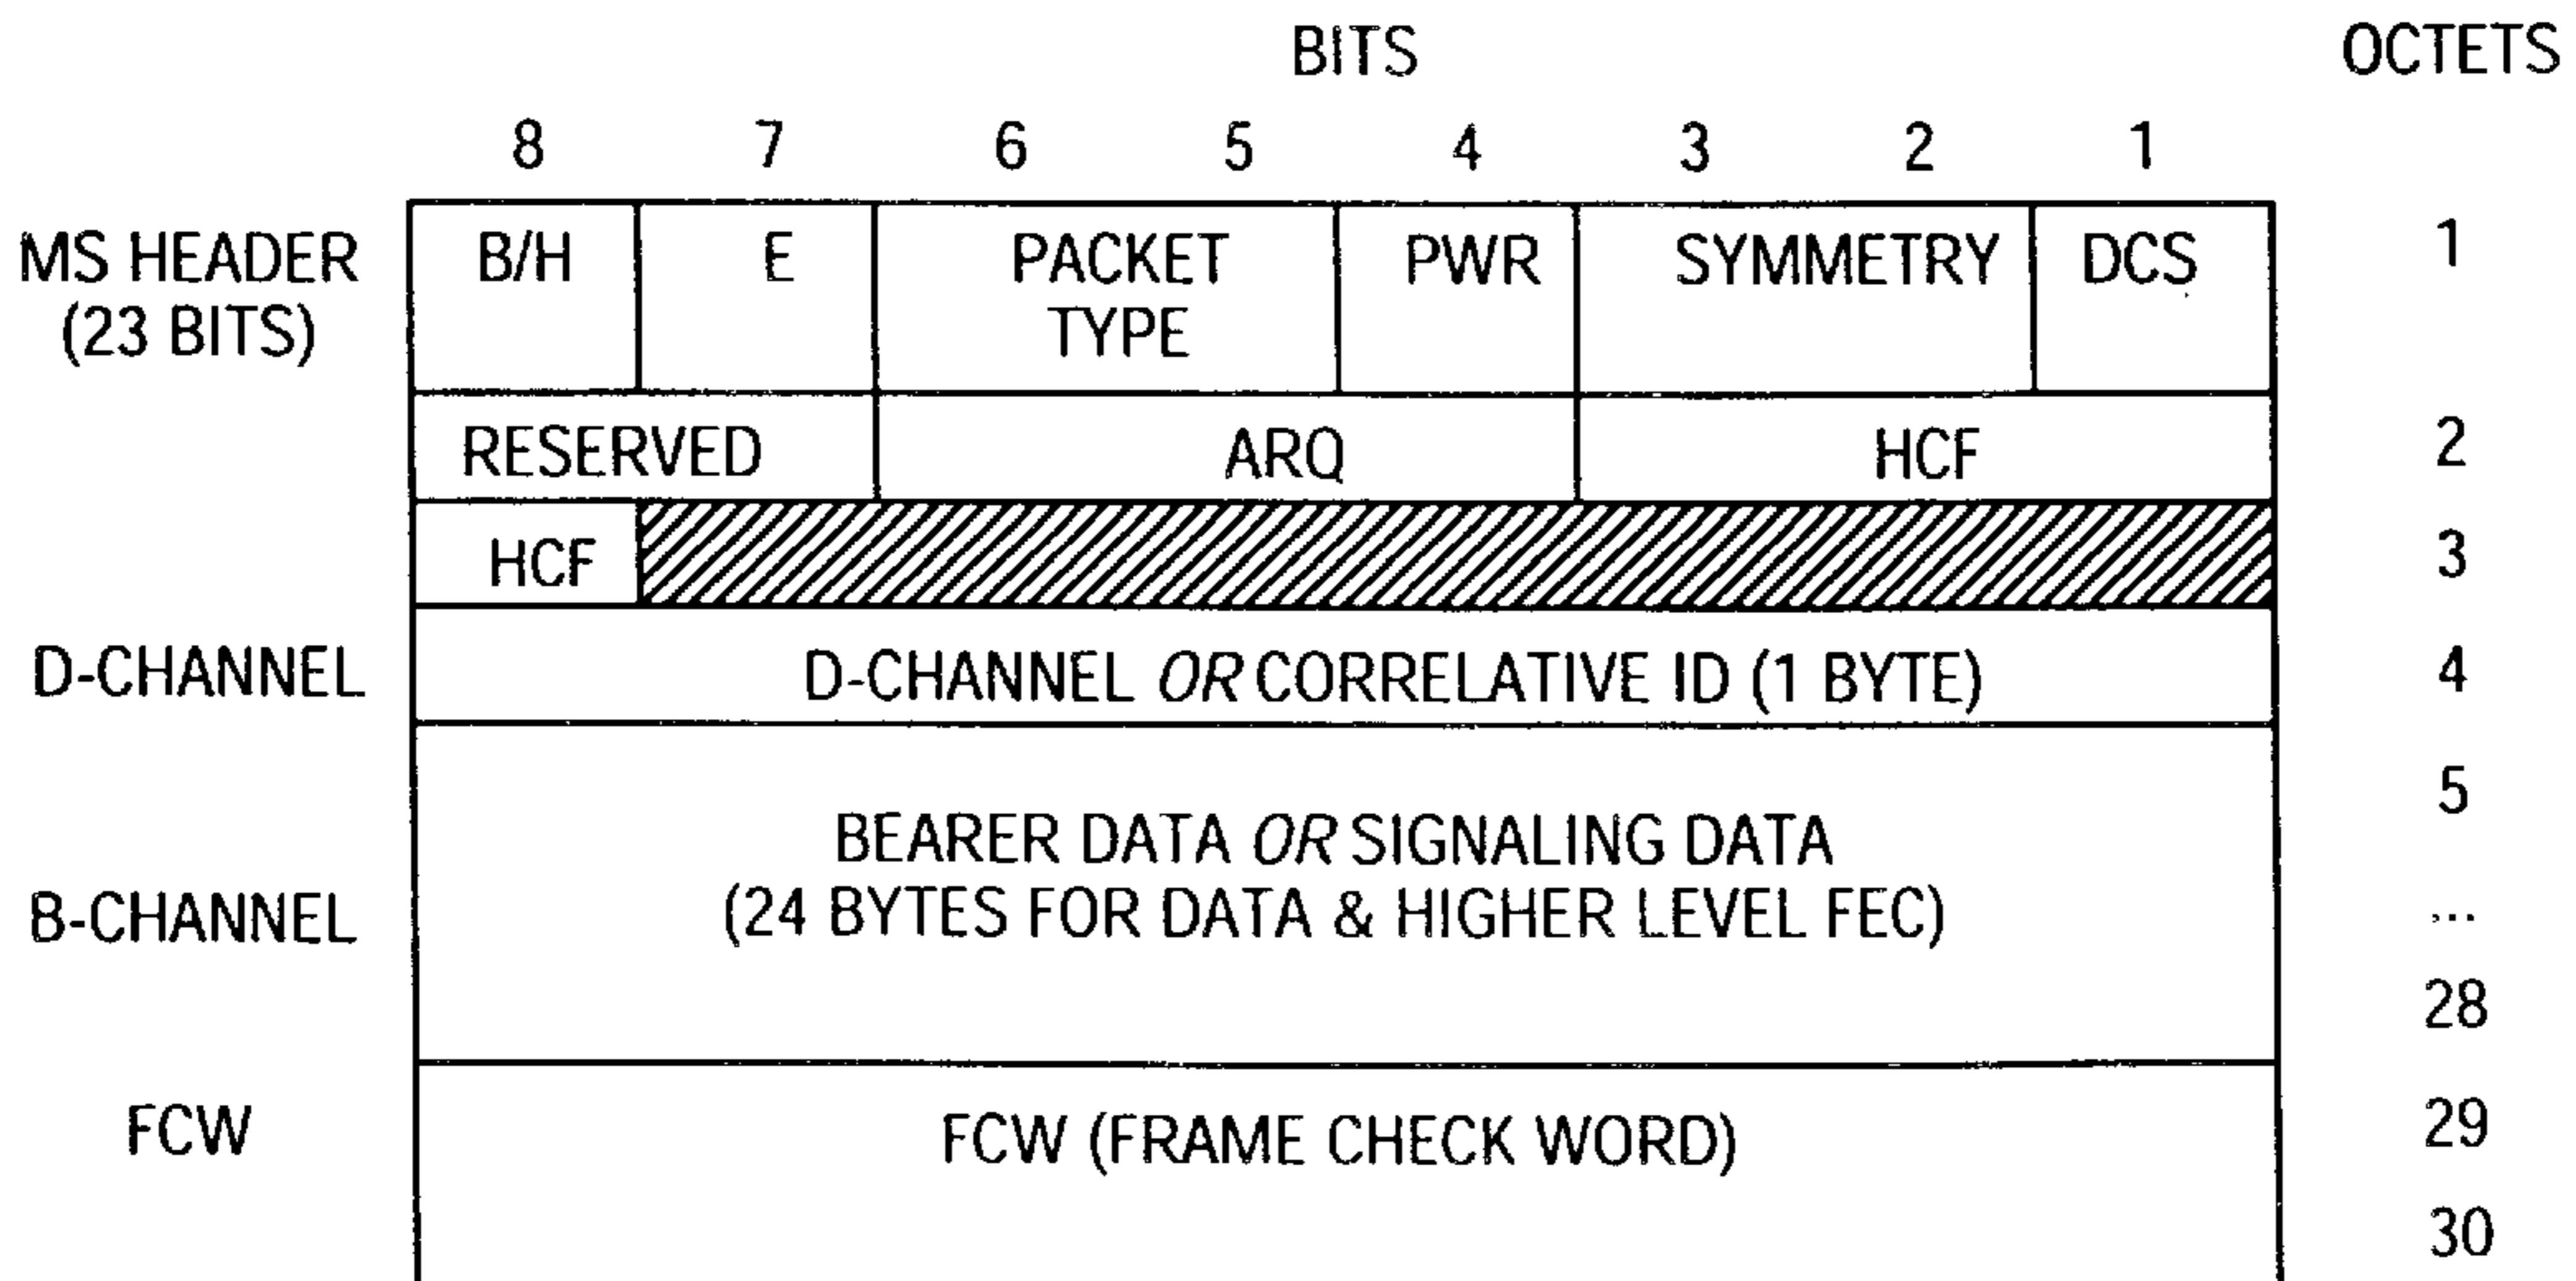 BITS OCTETS
8 7 6 5 4 3 2 1
MS HEADER B/H E PACKET PWR SYMMETRY DCS 1
(23 BITS) TYPE
RESERVED ARQ HCF 2
HCF 3
D-CHANNEL D-CHANNEL OR CORRELATIVE ID (1 BYTE) 4
5
BEARER DATA OR SIGNALING DATA
B-CHANNEL (24 BYTES FOR DATA & HIGHER LEVEL FEC) ...
28
FCW FCW (FRAME CHECK WORD) 29
30